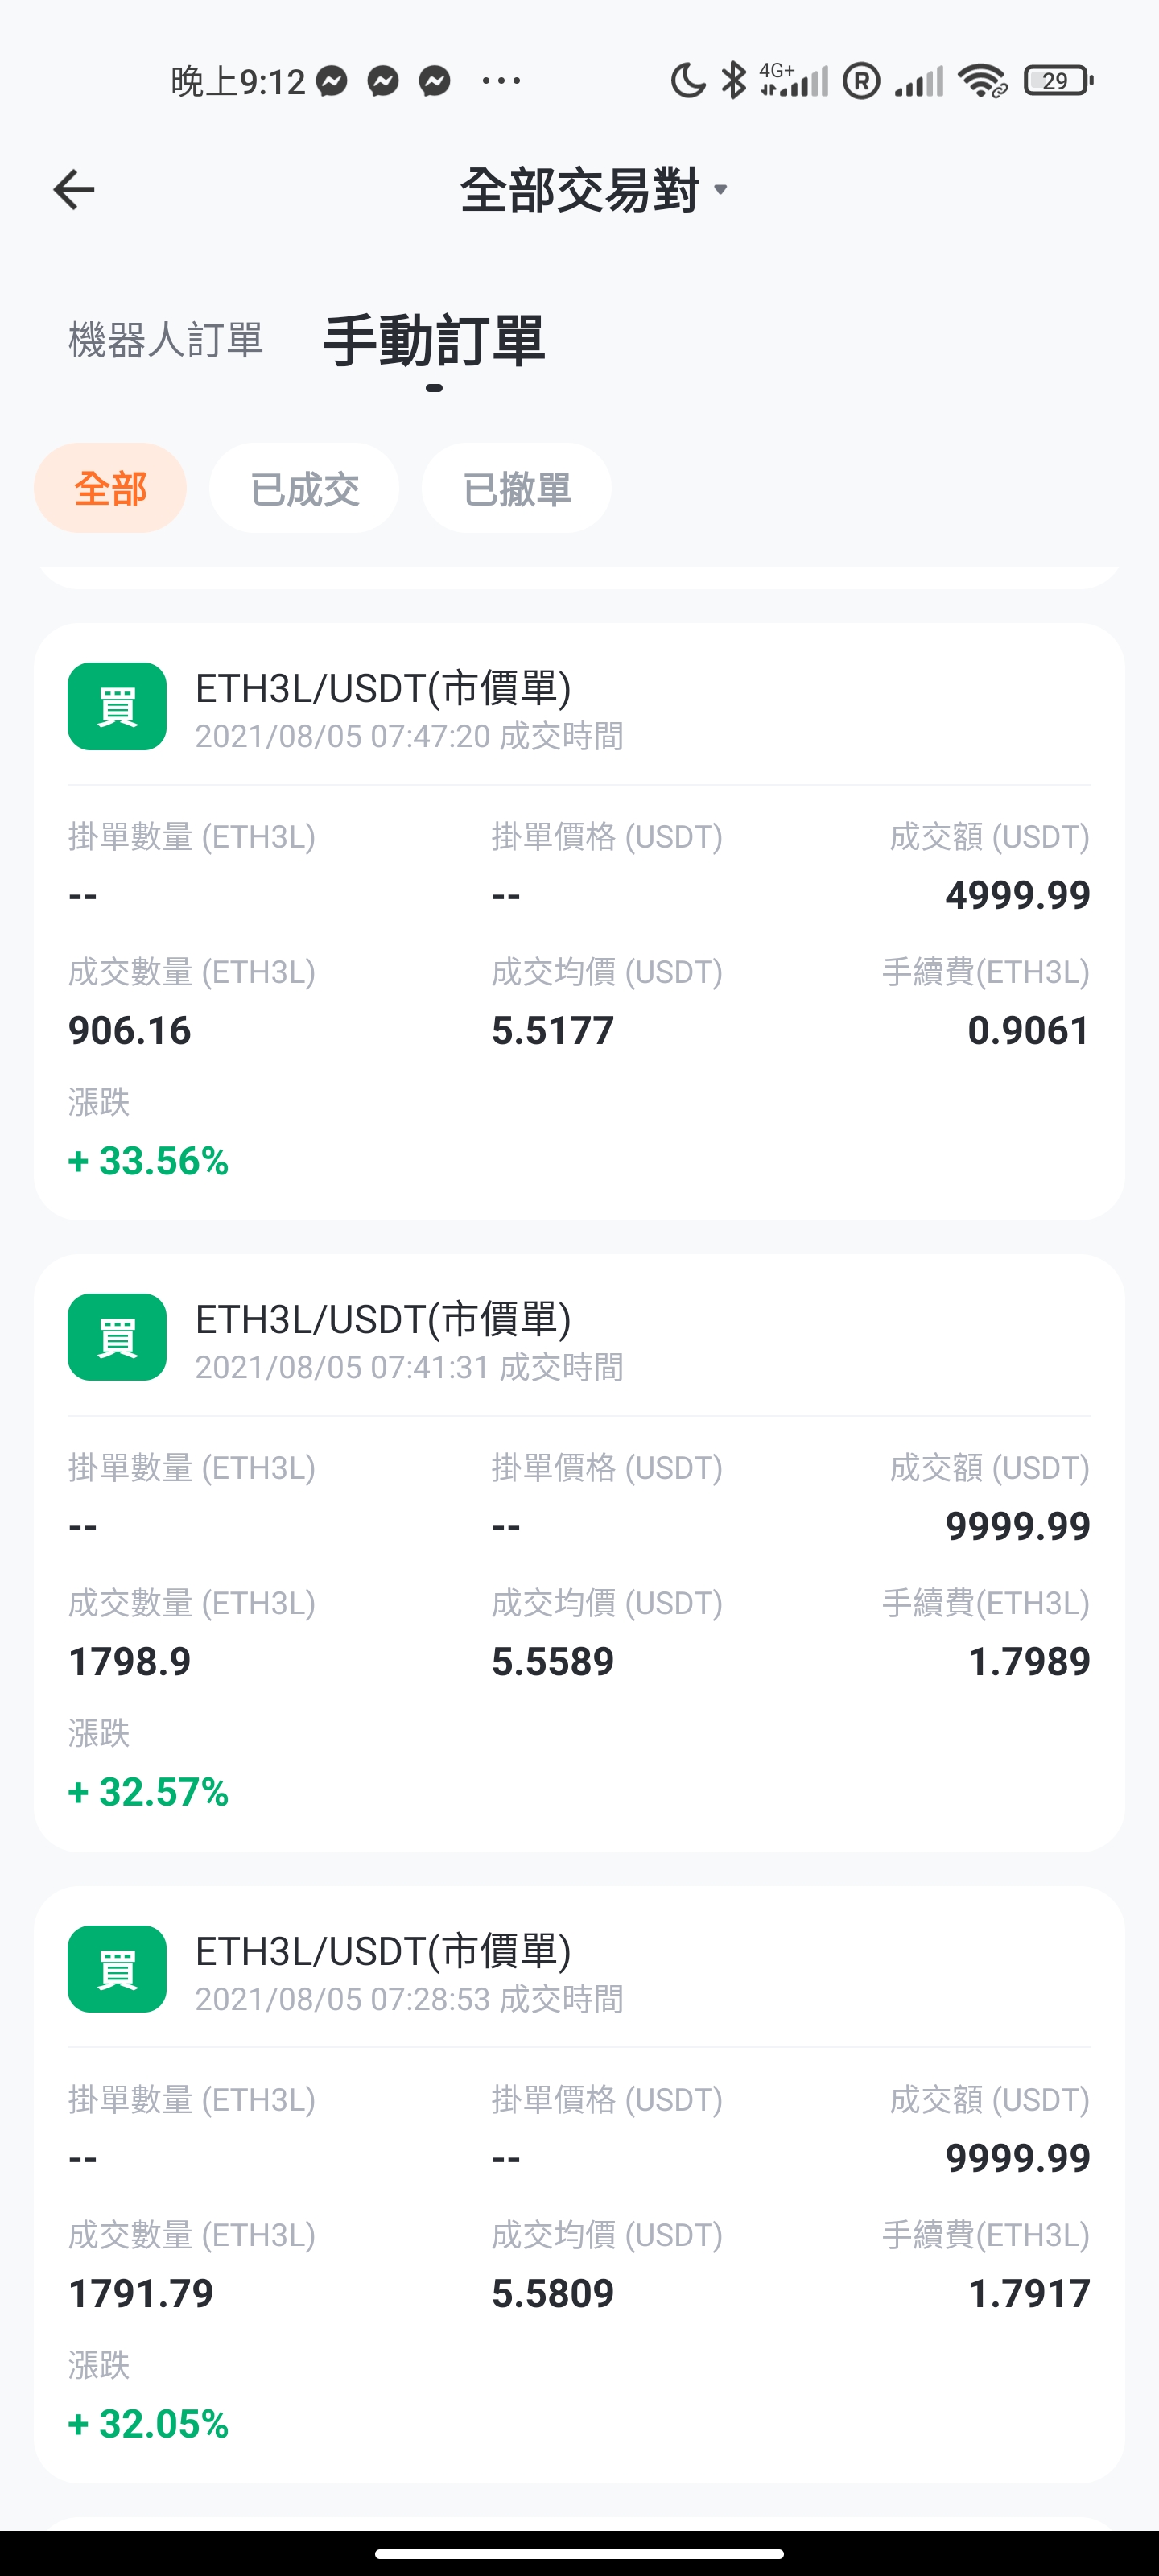 晚上9:12 4G+ R 29
全部交易對
機器人訂單 手動訂單
全部 已成交 已撤單
買 ETH3L/USDT(市價單)
2021/08/05 07:47:20 成交時間
掛單數量 (ETH3L) 掛單價格 (USDT) 成交額 (USDT)
-- -- 4999.99
成交數量 (ETH3L) 成交均價 (USDT) 手續費(ETH3L)
906.16 5.5177 0.9061
漲跌
+ 33.56%
買 ETH3L/USDT(市價單)
2021/08/05 07:41:31 成交時間
掛單數量 (ETH3L) 掛單價格 (USDT) 成交額 (USDT)
-- -- 9999.99
成交數量 (ETH3L) 成交均價 (USDT) 手續費(ETH3L)
1798.9 5.5589 1.7989
漲跌
+ 32.57%
買 ETH3L/USDT(市價單)
2021/08/05 07:28:53 成交時間
掛單數量 (ETH3L) 掛單價格 (USDT) 成交額 (USDT)
-- -- 9999.99
成交數量 (ETH3L) 成交均價 (USDT) 手續費(ETH3L)
1791.79 5.5809 1.7917
漲跌
+ 32.05%